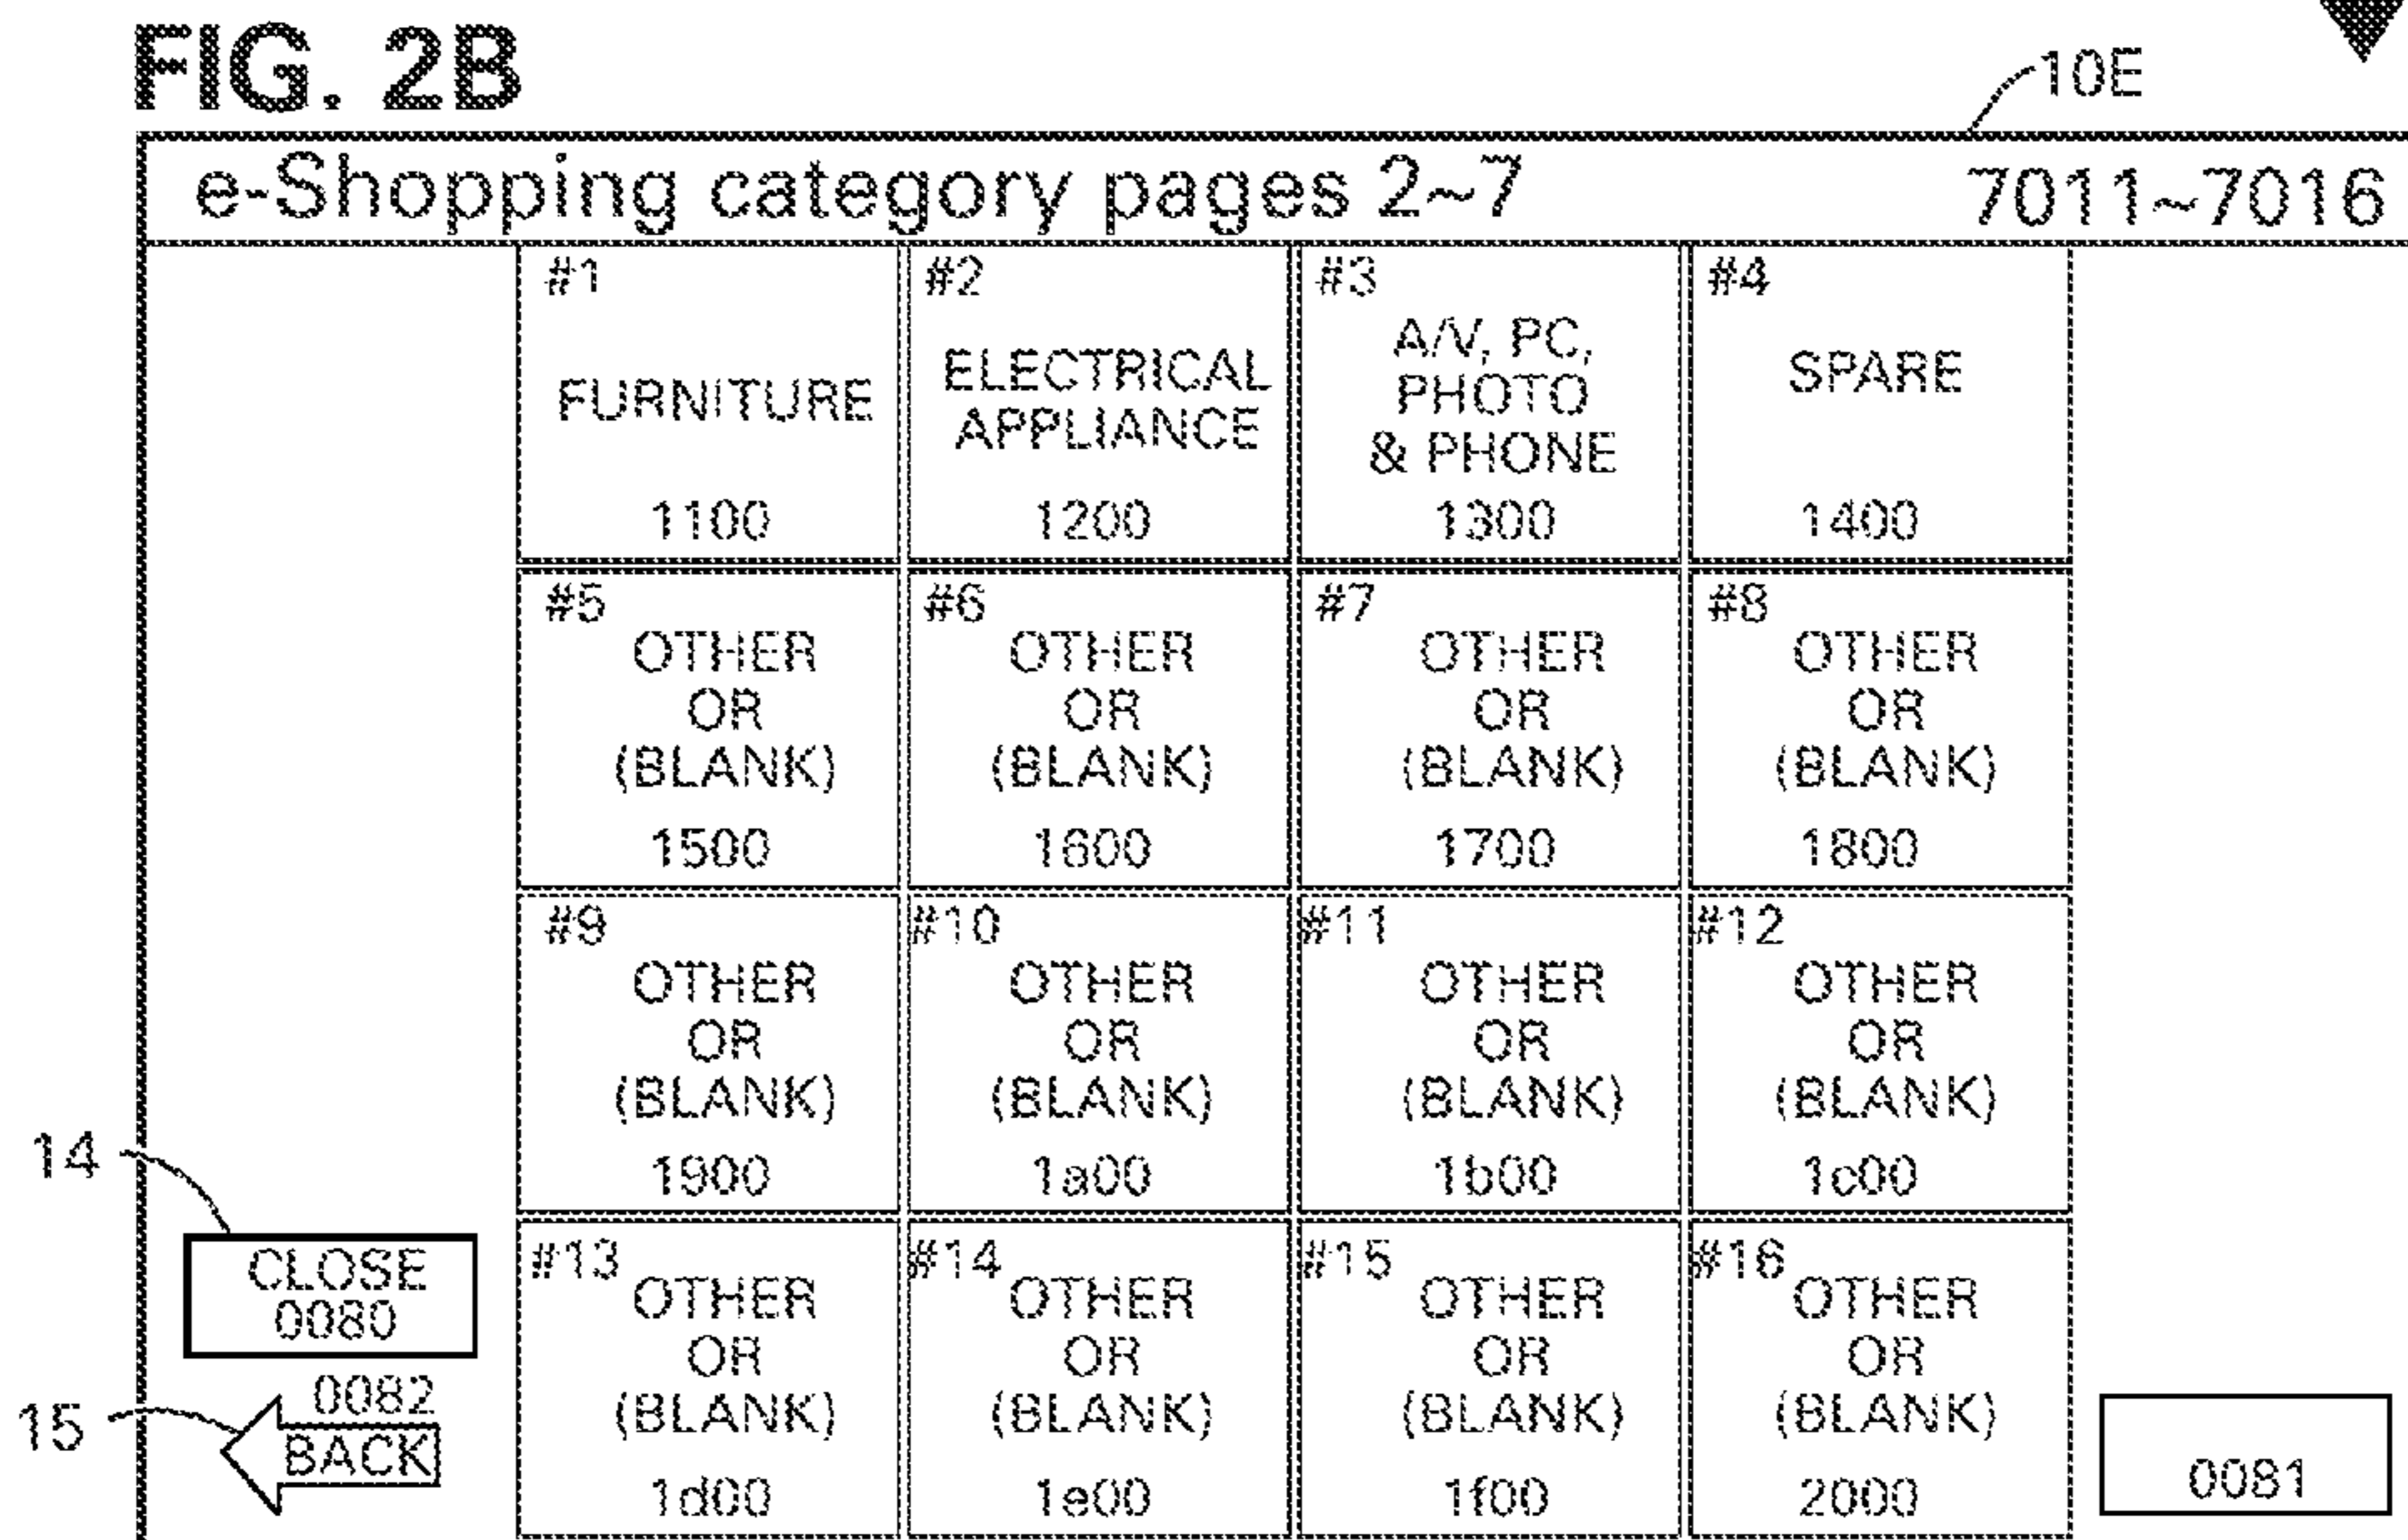 FIG. 2B
10E
e-Shopping category pages 2~7
7011~7016
#1
FURNITURE
1100
#2
ELECTRICAL
APPLIANCE
1200
#3
A/V, PC,
PHOTO
& PHONE
1300
#4
SPARE
1400
#5
OTHER
OR
(BLANK)
1500
#6
OTHER
OR
(BLANK)
1600
#7
OTHER
OR
(BLANK)
1700
#8
OTHER
OR
(BLANK)
1800
#9
OTHER
OR
(BLANK)
1900
#10
OTHER
OR
(BLANK)
1a00
#11
OTHER
OR
(BLANK)
1b00
#12
OTHER
OR
(BLANK)
1c00
14
CLOSE
0080
15
0082
BACK
#13
OTHER
OR
(BLANK)
1d00
#14
OTHER
OR
(BLANK)
1e00
#15
OTHER
OR
(BLANK)
1f00
#16
OTHER
OR
(BLANK)
2000
0081